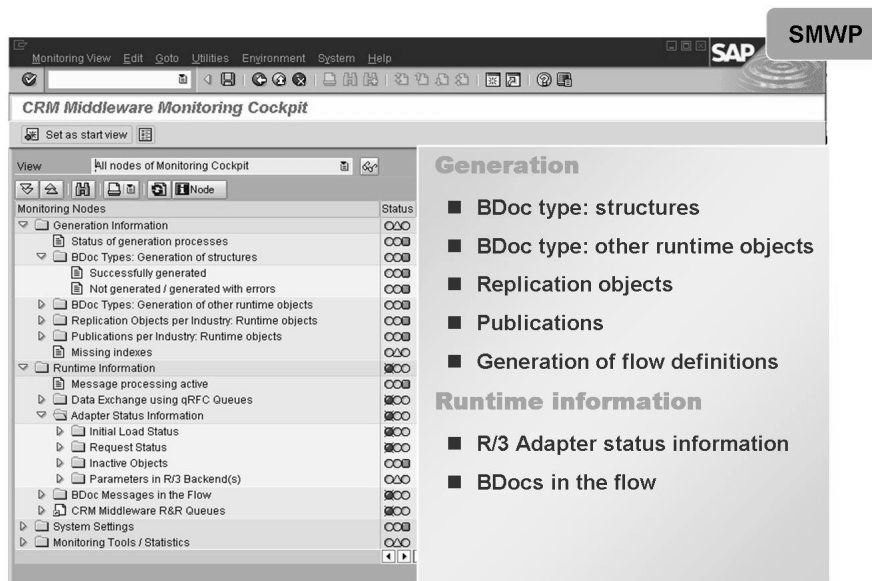 SMWP
Monitoring View Edit Goto Utilities Environment System Help
SAP
CRM Middleware Monitoring Cockpit
Set as start view
View All nodes of Monitoring Cockpit
Node
Monitoring Nodes Status
Generation Information
Status of generation processes
BDoc Types: Generation of structures
Successfully generated
Not generated / generated with errors
BDoc Types: Generation of other runtime objects
Replication Objects per Industry: Runtime objects
Publications per Industry: Runtime objects
Missing indexes
Runtime Information
Message processing active
Data Exchange using qRFC Queues
Adapter Status Information
Initial Load Status
Request Status
Inactive Objects
Parameters in R/3 Backend(s)
BDoc Messages in the Flow
CRM Middleware R&R Queues
System Settings
Monitoring Tools / Statistics
Generation
BDoc type: structures
BDoc type: other runtime objects
Replication objects
Publications
Generation of flow definitions
Runtime information
R/3 Adapter status information
BDocs in the flow